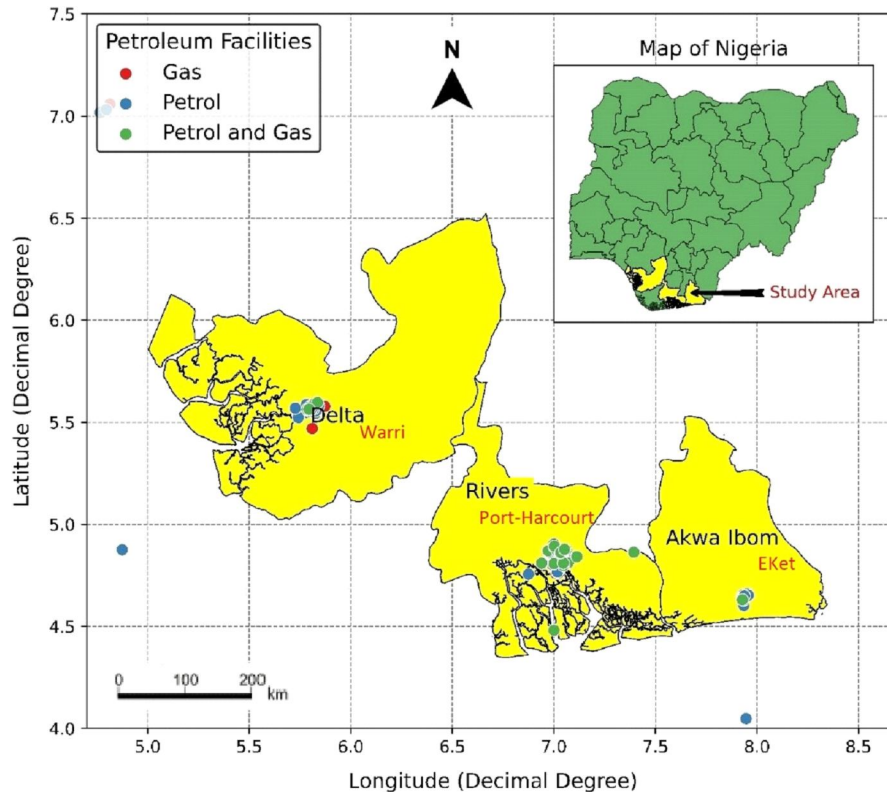 Petroleum Facilities
Gas
Petrol
Petrol and Gas
N
Map of Nigeria
Study Area
Delta
Warri
Rivers
Port-Harcourt
Akwa Ibom
EKet
0 100 200
km
7.5
7.0
6.5
6.0
5.5
5.0
4.5
4.0
Latitude (Decimal Degree)
5.0 5.5 6.0 6.5 7.0 7.5 8.0 8.5
Longitude (Decimal Degree)